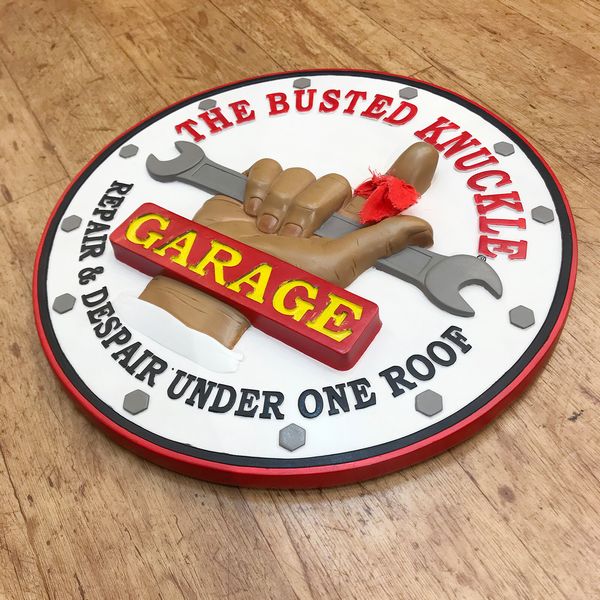 THE BUSTED KNUCKLE
GARAGE
REPAIR & DESPAIR UNDER ONE ROOF
®